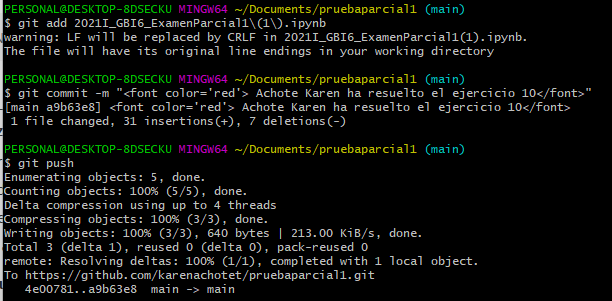 PERSONAL@DESKTOP-8DSECKU MINGW64 ~/Documents/pruebaparcial1 (main)
$ git add 2021I_GBI6_ExamenParcial1\(1\).ipynb
warning: LF will be replaced by CRLF in 2021I_GBI6_ExamenParcial1(1).ipynb.
The file will have its original line endings in your working directory

PERSONAL@DESKTOP-8DSECKU MINGW64 ~/Documents/pruebaparcial1 (main)
$ git commit -m "<font color='red'> Achote Karen ha resuelto el ejercicio 10</font>"
[main a9b63e8] <font color='red'> Achote Karen ha resuelto el ejercicio 10</font>
 1 file changed, 31 insertions(+), 7 deletions(-)

PERSONAL@DESKTOP-8DSECKU MINGW64 ~/Documents/pruebaparcial1 (main)
$ git push
Enumerating objects: 5, done.
Counting objects: 100% (5/5), done.
Delta compression using up to 4 threads
Compressing objects: 100% (3/3), done.
Writing objects: 100% (3/3), 640 bytes | 213.00 KiB/s, done.
Total 3 (delta 1), reused 0 (delta 0), pack-reused 0
remote: Resolving deltas: 100% (1/1), completed with 1 local object.
To https://github.com/karenachotet/pruebaparcial1.git
   4e00781..a9b63e8  main -> main